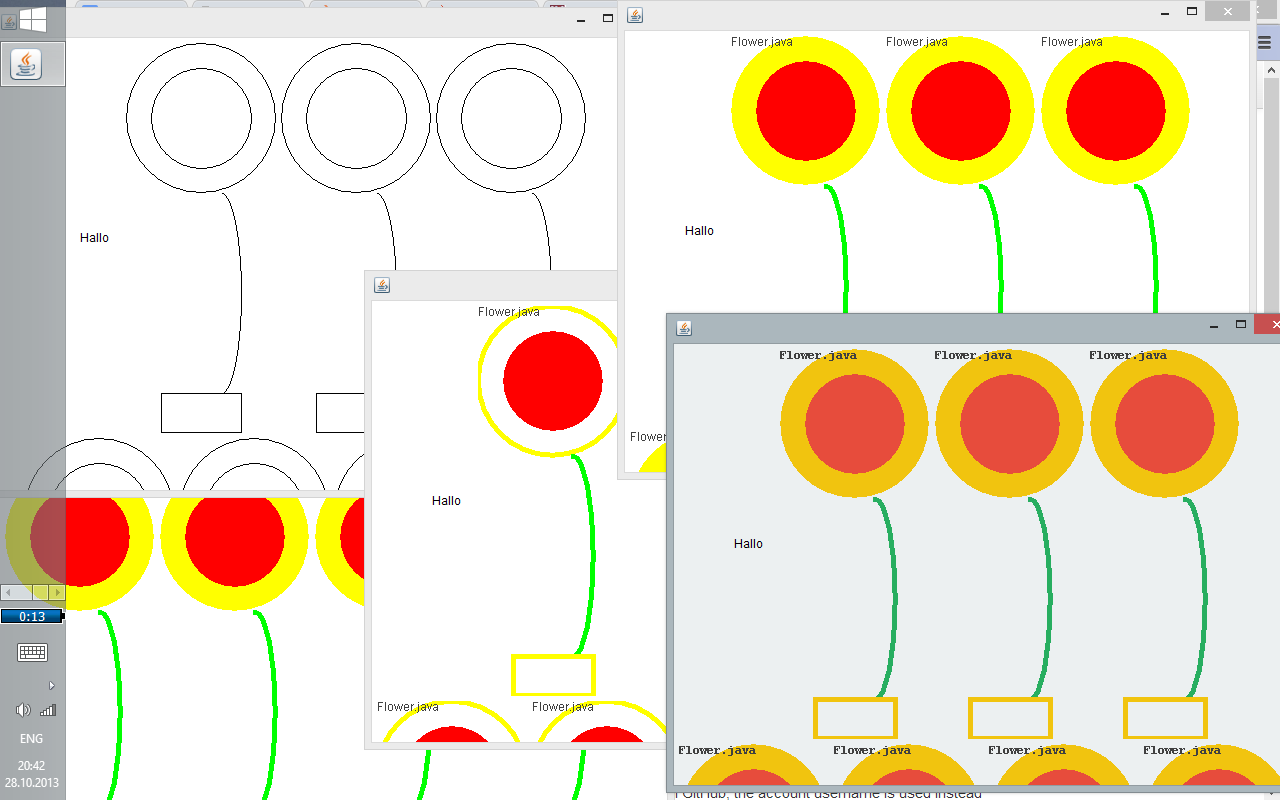 Flower.java Flower.java Flower.java
Hallo
Hallo
Flower.java
Flower.java Flower.java Flower.java
Flower
Hallo
Hallo
0:13
Flower.java Flower.java
ENG
Flower.java Flower.java Flower.java Flower.java
20:42
28.10.2013
GitHub, the account username is used instead